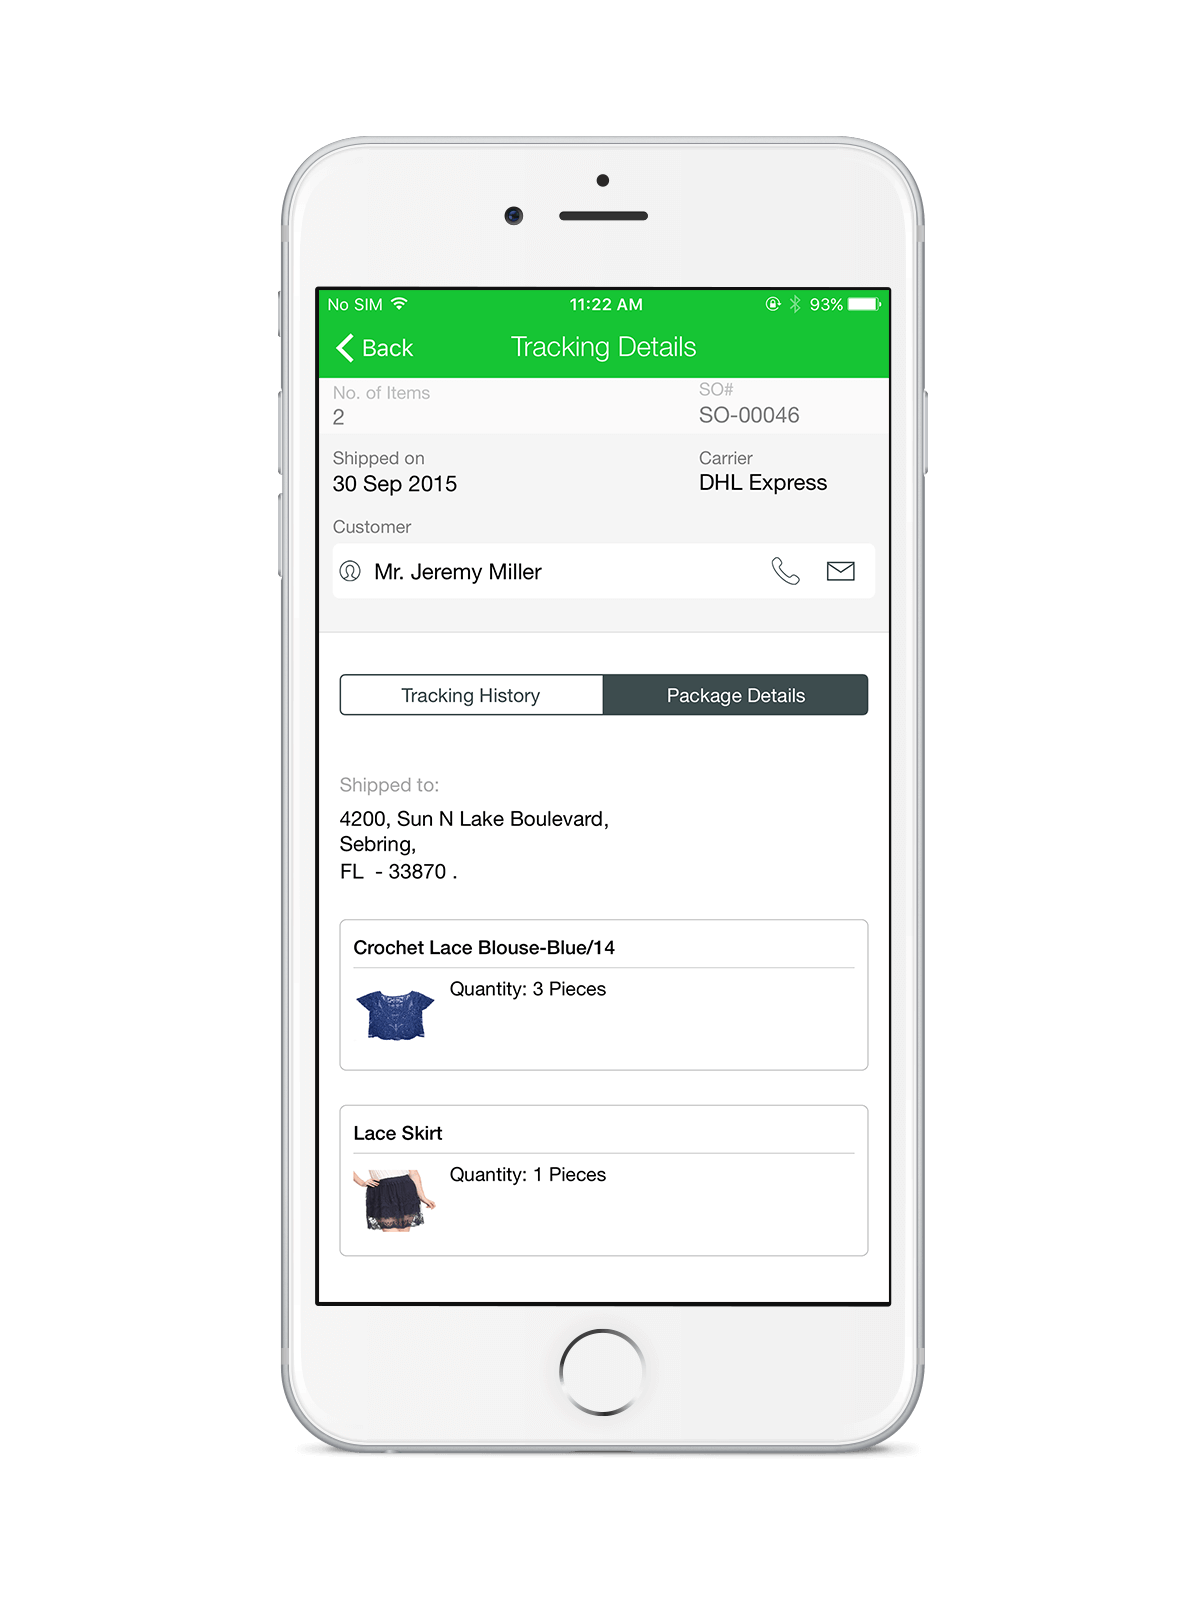 No SIM 11:22 AM 93%
Back Tracking Details
No. of Items SO#
2 SO-00046
Shipped on Carrier
30 Sep 2015 DHL Express
Customer
Mr. Jeremy Miller
Tracking History Package Details
Shipped to:
4200, Sun N Lake Boulevard,
Sebring,
FL - 33870 .
Crochet Lace Blouse-Blue/14
Quantity: 3 Pieces
Lace Skirt
Quantity: 1 Pieces